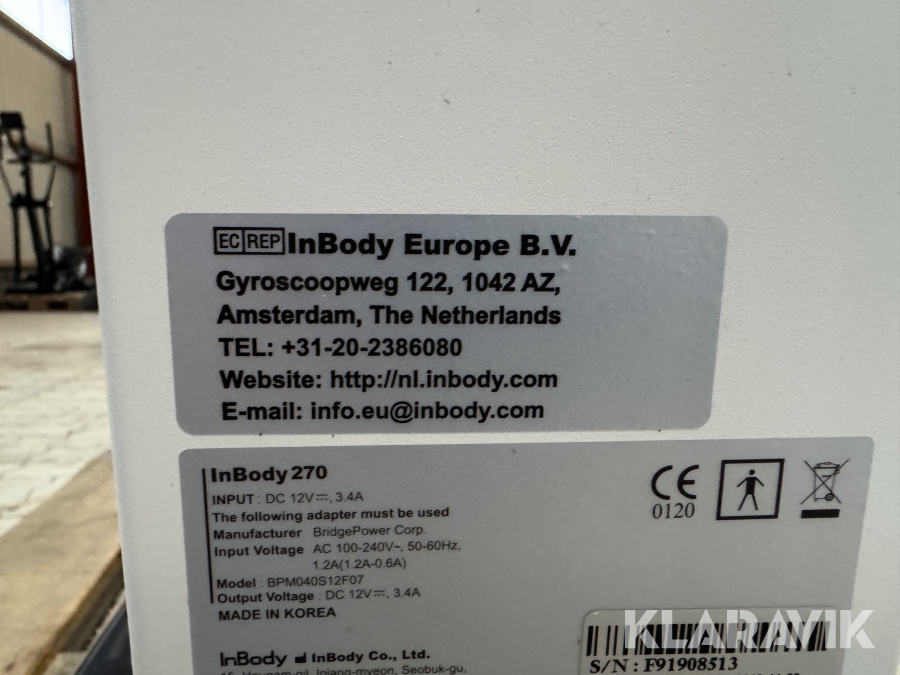 EC REP InBody Europe B.V.
Gyroscoopweg 122, 1042 AZ,
Amsterdam, The Netherlands
TEL: +31-20-2386080
Website: http://nl.inbody.com
E-mail: info.eu@inbody.com
InBody 270
INPUT : DC 12V⎓, 3.4A
The following adapter must be used
Manufacturer BridgePower Corp.
Input Voltage AC 100-240V~, 50-60Hz,
1.2A(1.2A-0.6A)
Model : BPM040S12F07
Output Voltage : DC 12V⎓, 3.4A
MADE IN KOREA
CE
0120
InBody InBody Co., Ltd.
KLARAVIK
S/N : F91908513